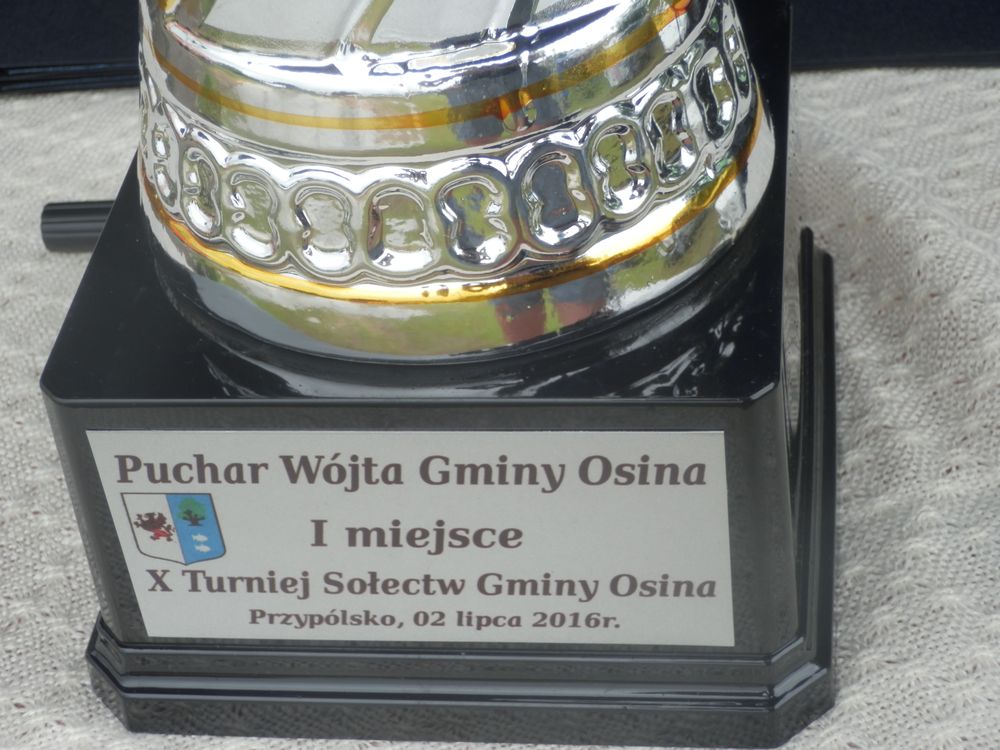 Puchar Wójta Gminy Osina
I miejsce
X Turniej Sołectw Gminy Osina
Przypólsko, 02 lipca 2016r.